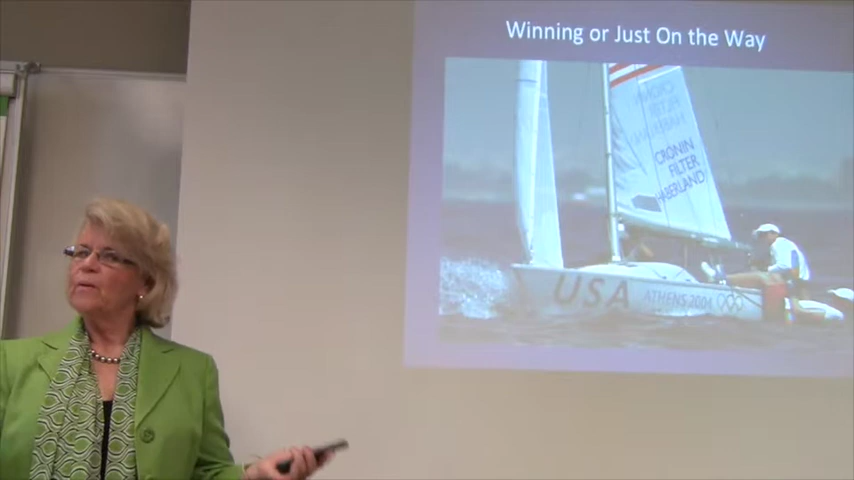 Winning or Just On the Way
CRONIN
FILTER
HABERLAND
USA
ATHENS 2004